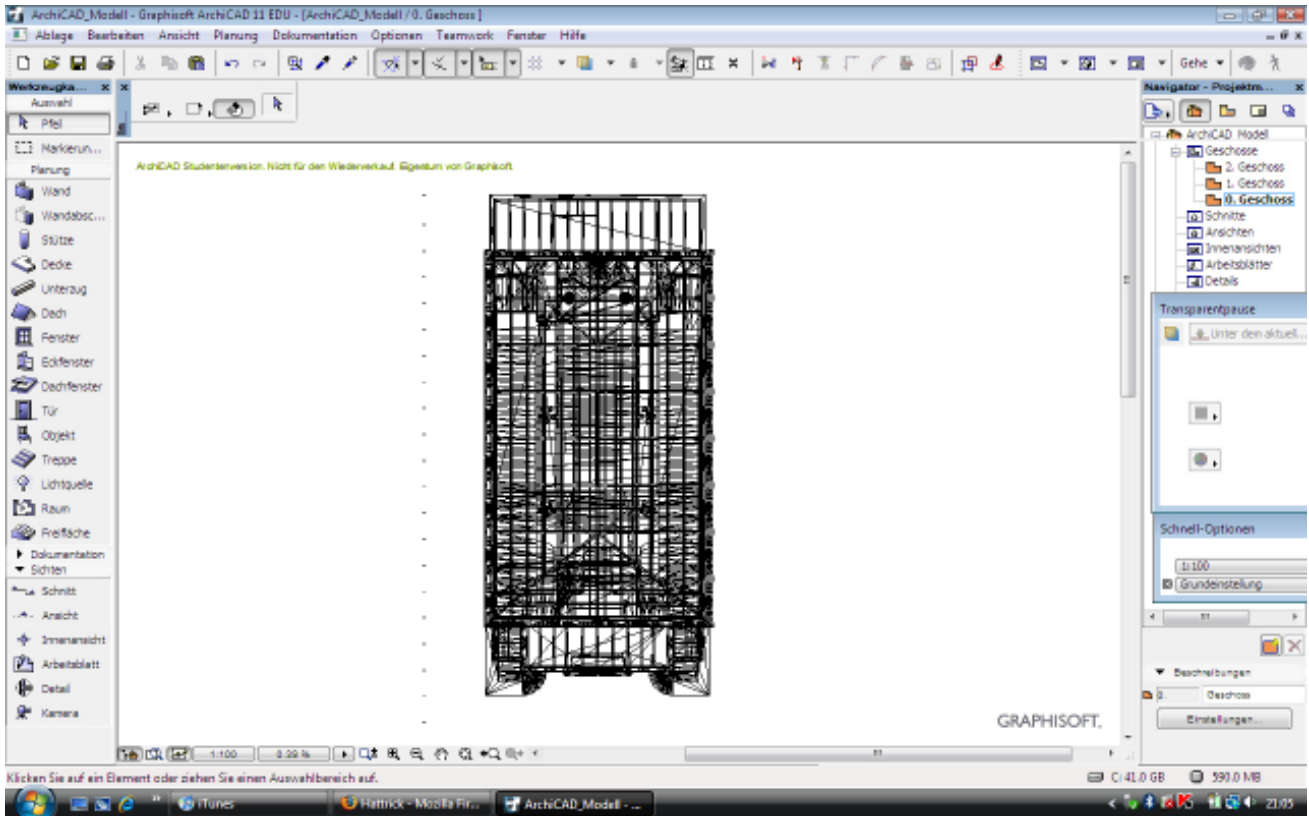 ArchiCAD_Modell - Graphisoft ArchiCAD 11 EDU - [ArchiCAD_Modell / 0. Geschoss ]
Ablage Bearbeiten Ansicht Planung Dokumentation Optionen Teamwork Fenster Hilfe
Gehe
Werkzeugka...
Auswahl
Pfeil
Markierun...
Planung
Wand
Wandabsc...
Stütze
Decke
Unterzug
Dach
Fenster
Eckfenster
Dachfenster
Tür
Objekt
Treppe
Lichtquelle
Raum
Freifläche
Dokumentation
Sichten
Schnitt
Ansicht
Innenansicht
Arbeitsblatt
Detail
Kamera
ArchiCAD Studentenversion. Nicht für den Wiederverkauf. Eigentum von Graphisoft.
GRAPHISOFT.
1:100
0.39 %
Navigator - Projektm...
ArchiCAD Modell
Geschosse
2. Geschoss
1. Geschoss
0. Geschoss
Schnitte
Ansichten
Innenansichten
Arbeitsblätter
Details
Transparentpause
Unter dem aktuell...
Schnell-Optionen
1:100
Grundeinstellung
Beschreibungen
0. Geschoss
Einstellungen...
Klicken Sie auf ein Element oder ziehen Sie einen Auswahlbereich auf.
C: 41.0 GB
590.0 MB
iTunes
Hattrick - Mozilla Fir...
ArchiCAD_Modell - ...
21:05